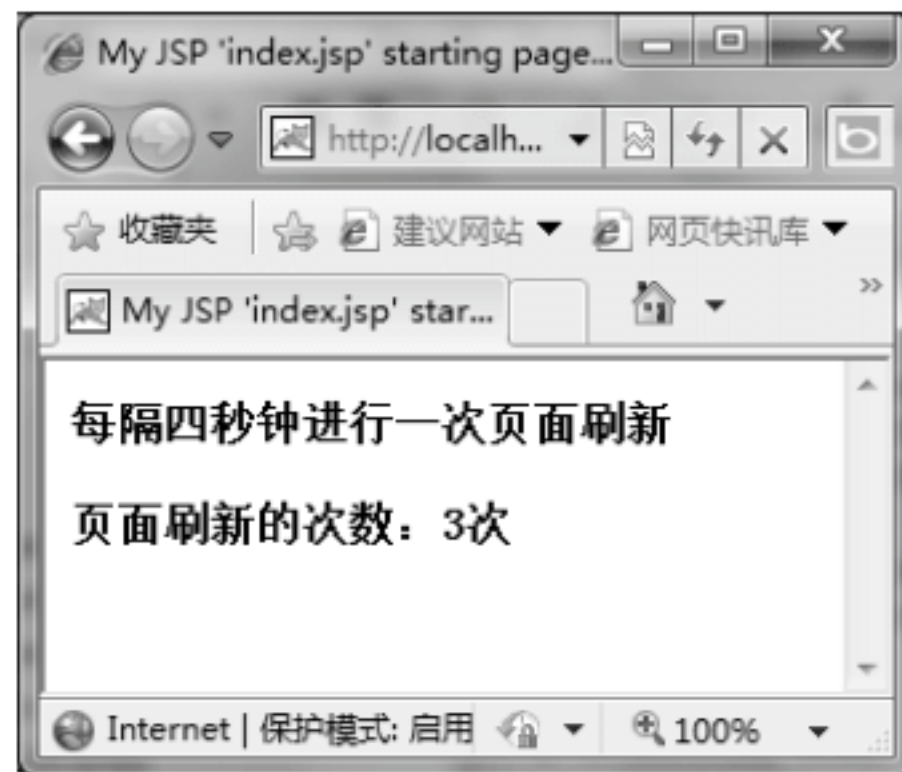 My JSP 'index.jsp' starting page...
http://localh...
收藏夹 建议网站 网页快讯库
My JSP 'index.jsp' star...
每隔四秒钟进行一次页面刷新
页面刷新的次数：3次
Internet | 保护模式: 启用 100%